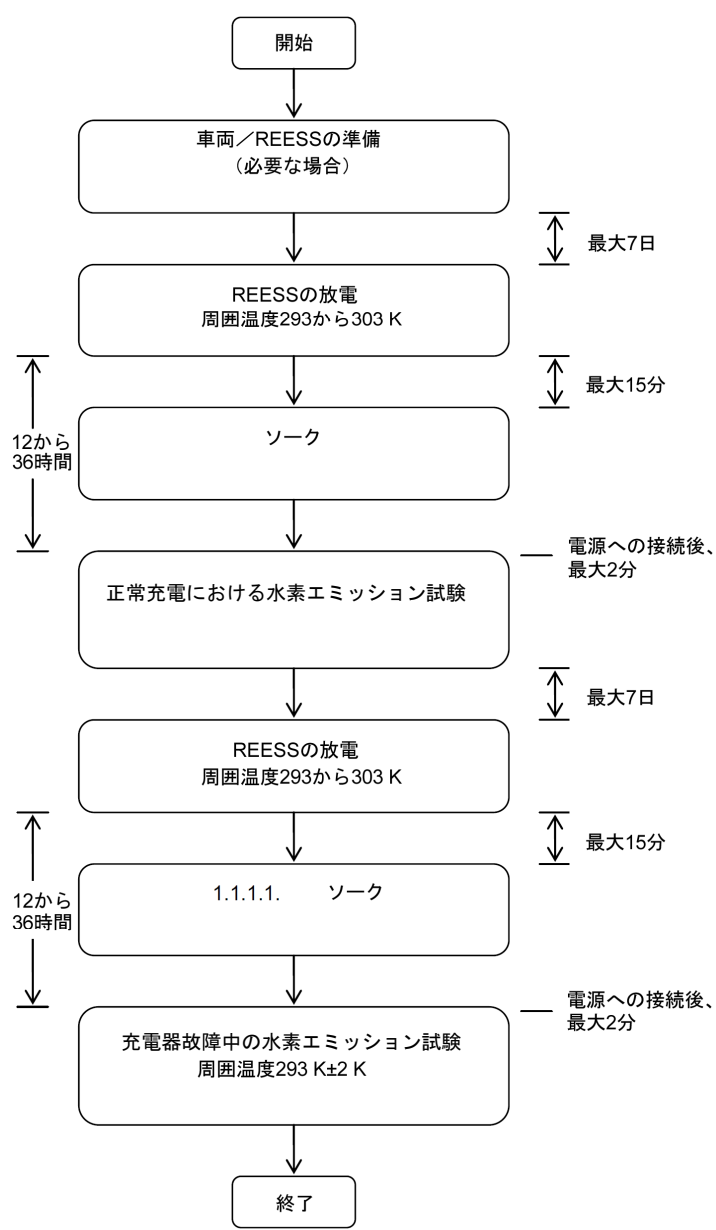 開始
車両／REESSの準備
（必要な場合）
最大7日
REESSの放電
周囲温度293から303 K
最大15分
12から
36時間
ソーク
電源への接続後、
最大2分
正常充電における水素エミッション試験
最大7日
REESSの放電
周囲温度293から303 K
最大15分
12から
36時間
1.1.1.1. ソーク
電源への接続後、
最大2分
充電器故障中の水素エミッション試験
周囲温度293 K±2 K
終了